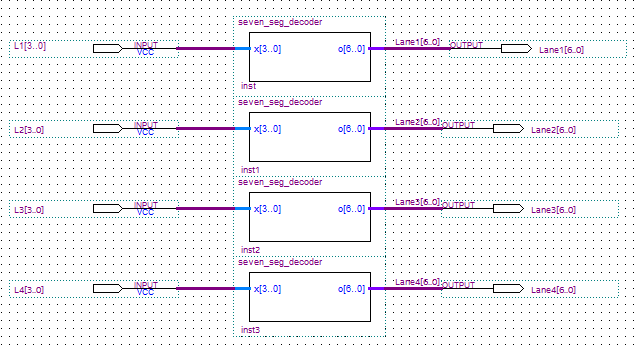 seven_seg_decoder
L1[3..0] INPUT VCC x[3..0] o[6..0] Lane1[6..0] OUTPUT Lane1[6..0]
inst
seven_seg_decoder
L2[3..0] INPUT VCC x[3..0] o[6..0] Lane2[6..0] OUTPUT Lane2[6..0]
inst1
seven_seg_decoder
L3[3..0] INPUT VCC x[3..0] o[6..0] Lane3[6..0] OUTPUT Lane3[6..0]
inst2
seven_seg_decoder
L4[3..0] INPUT VCC x[3..0] o[6..0] Lane4[6..0] OUTPUT Lane4[6..0]
inst3